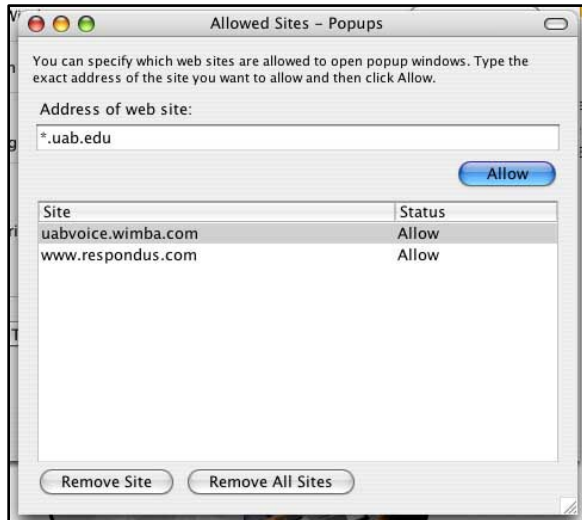 Allowed Sites – Popups
You can specify which web sites are allowed to open popup windows. Type the
exact address of the site you want to allow and then click Allow.
Address of web site:
*.uab.edu
Allow
Site Status
uabvoice.wimba.com Allow
www.respondus.com Allow
Remove Site Remove All Sites